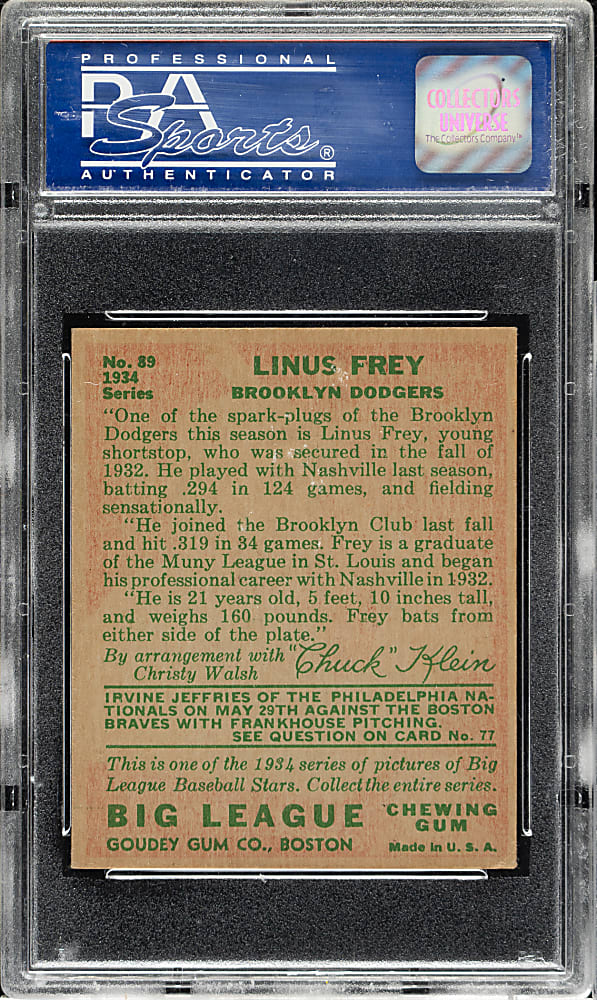 PROFESSIONAL
PSA
Sports®
AUTHENTICATOR
COLLECTORS
UNIVERSE
The Collectors Company™
No. 89
1934
Series
LINUS FREY
BROOKLYN DODGERS
"One of the spark-plugs of the Brooklyn
Dodgers this season is Linus Frey, young
shortstop, who was secured in the fall of
1932. He played with Nashville last season,
batting .294 in 124 games, and fielding
sensationally.
"He joined the Brooklyn Club last fall
and hit .319 in 34 games. Frey is a graduate
of the Muny League in St. Louis and began
his professional career with Nashville in 1932.
"He is 21 years old, 5 feet, 10 inches tall,
and weighs 160 pounds. Frey bats from
either side of the plate."
By arrangement with "Chuck" Klein
Christy Walsh
IRVINE JEFFRIES OF THE PHILADELPHIA NA-
TIONALS ON MAY 29TH AGAINST THE BOSTON
BRAVES WITH FRANKHOUSE PITCHING.
SEE QUESTION ON CARD No. 77
This is one of the 1934 series of pictures of Big
League Baseball Stars. Collect the entire series.
BIG LEAGUE CHEWING
GUM
GOUDEY GUM CO., BOSTON Made in U. S. A.